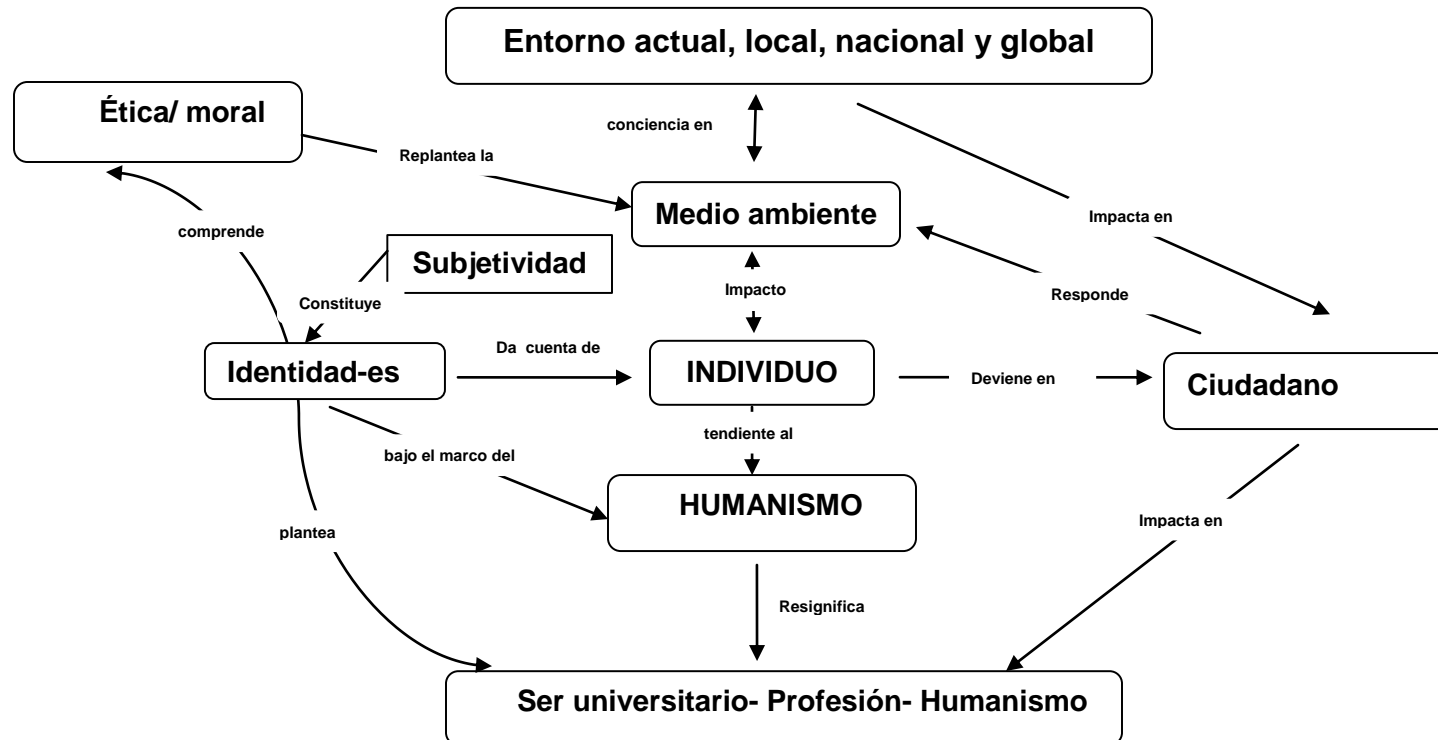 Entorno actual, local, nacional y global
Ética/ moral
conciencia en
Replantea la
Medio ambiente
Impacta en
comprende
Subjetividad
Constituye
Impacto
Responde
Da cuenta de
Identidad-es
INDIVIDUO
Deviene en
Ciudadano
tendiente al
bajo el marco del
HUMANISMO
plantea
Impacta en
Resignifica
Ser universitario- Profesión- Humanismo